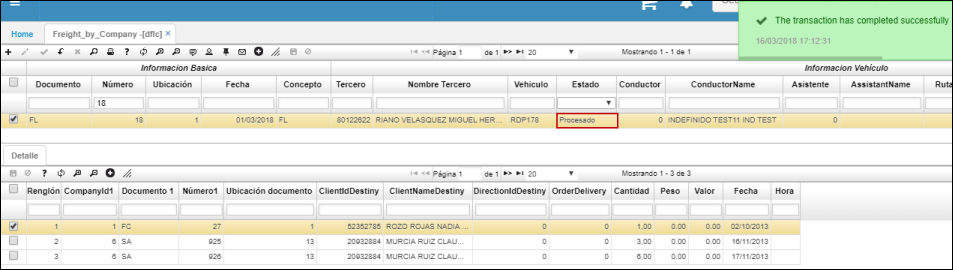 The transaction has completed successfully
16/03/2018 17:12:31
Home Freight_by_Company -[dflc] ×
Página 1 de 1 20 Mostrando 1 - 1 de 1
Informacion Basica Informacion Vehículo
Documento Número Ubicación Fecha Concepto Tercero Nombre Tercero Vehiculo Estado Conductor ConductorName Asistente AssistantName Ruta
18
FL 18 1 01/03/2018 FL 80122622 RIANO VELASQUEZ MIGUEL HER... RDP178 Procesado 0 INDEFINIDO TEST11 IND TEST 0
Detalle
Página 1 de 1 20 Mostrando 1 - 3 de 3
Renglón CompanyId1 Documento 1 Número1 Ubicación documento ClientIdDestiny ClientNameDestiny DirectionIdDestiny OrderDelivery Cantidad Peso Valor Fecha Hora
1 1 FC 27 1 52352785 ROZO ROJAS NADIA ... 0 0 1,00 0.00 0.00 02/10/2013
2 6 SA 925 13 20932884 MURCIA RUIZ CLAU... 0 0 3,00 0.00 0.00 16/11/2013
3 6 SA 926 13 20932884 MURCIA RUIZ CLAU... 0 0 6,00 0.00 0.00 17/11/2013